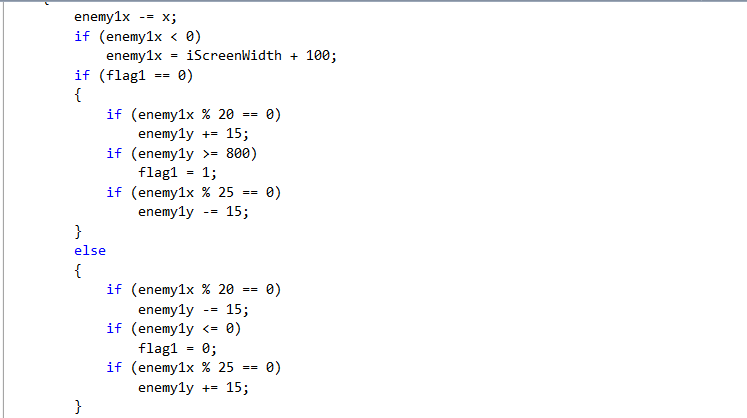 {
enemy1x -= x;
if (enemy1x < 0)
enemy1x = iScreenWidth + 100;
if (flag1 == 0)
{
if (enemy1x % 20 == 0)
enemy1y += 15;
if (enemy1y >= 800)
flag1 = 1;
if (enemy1x % 25 == 0)
enemy1y -= 15;
}
else
{
if (enemy1x % 20 == 0)
enemy1y -= 15;
if (enemy1y <= 0)
flag1 = 0;
if (enemy1x % 25 == 0)
enemy1y += 15;
}